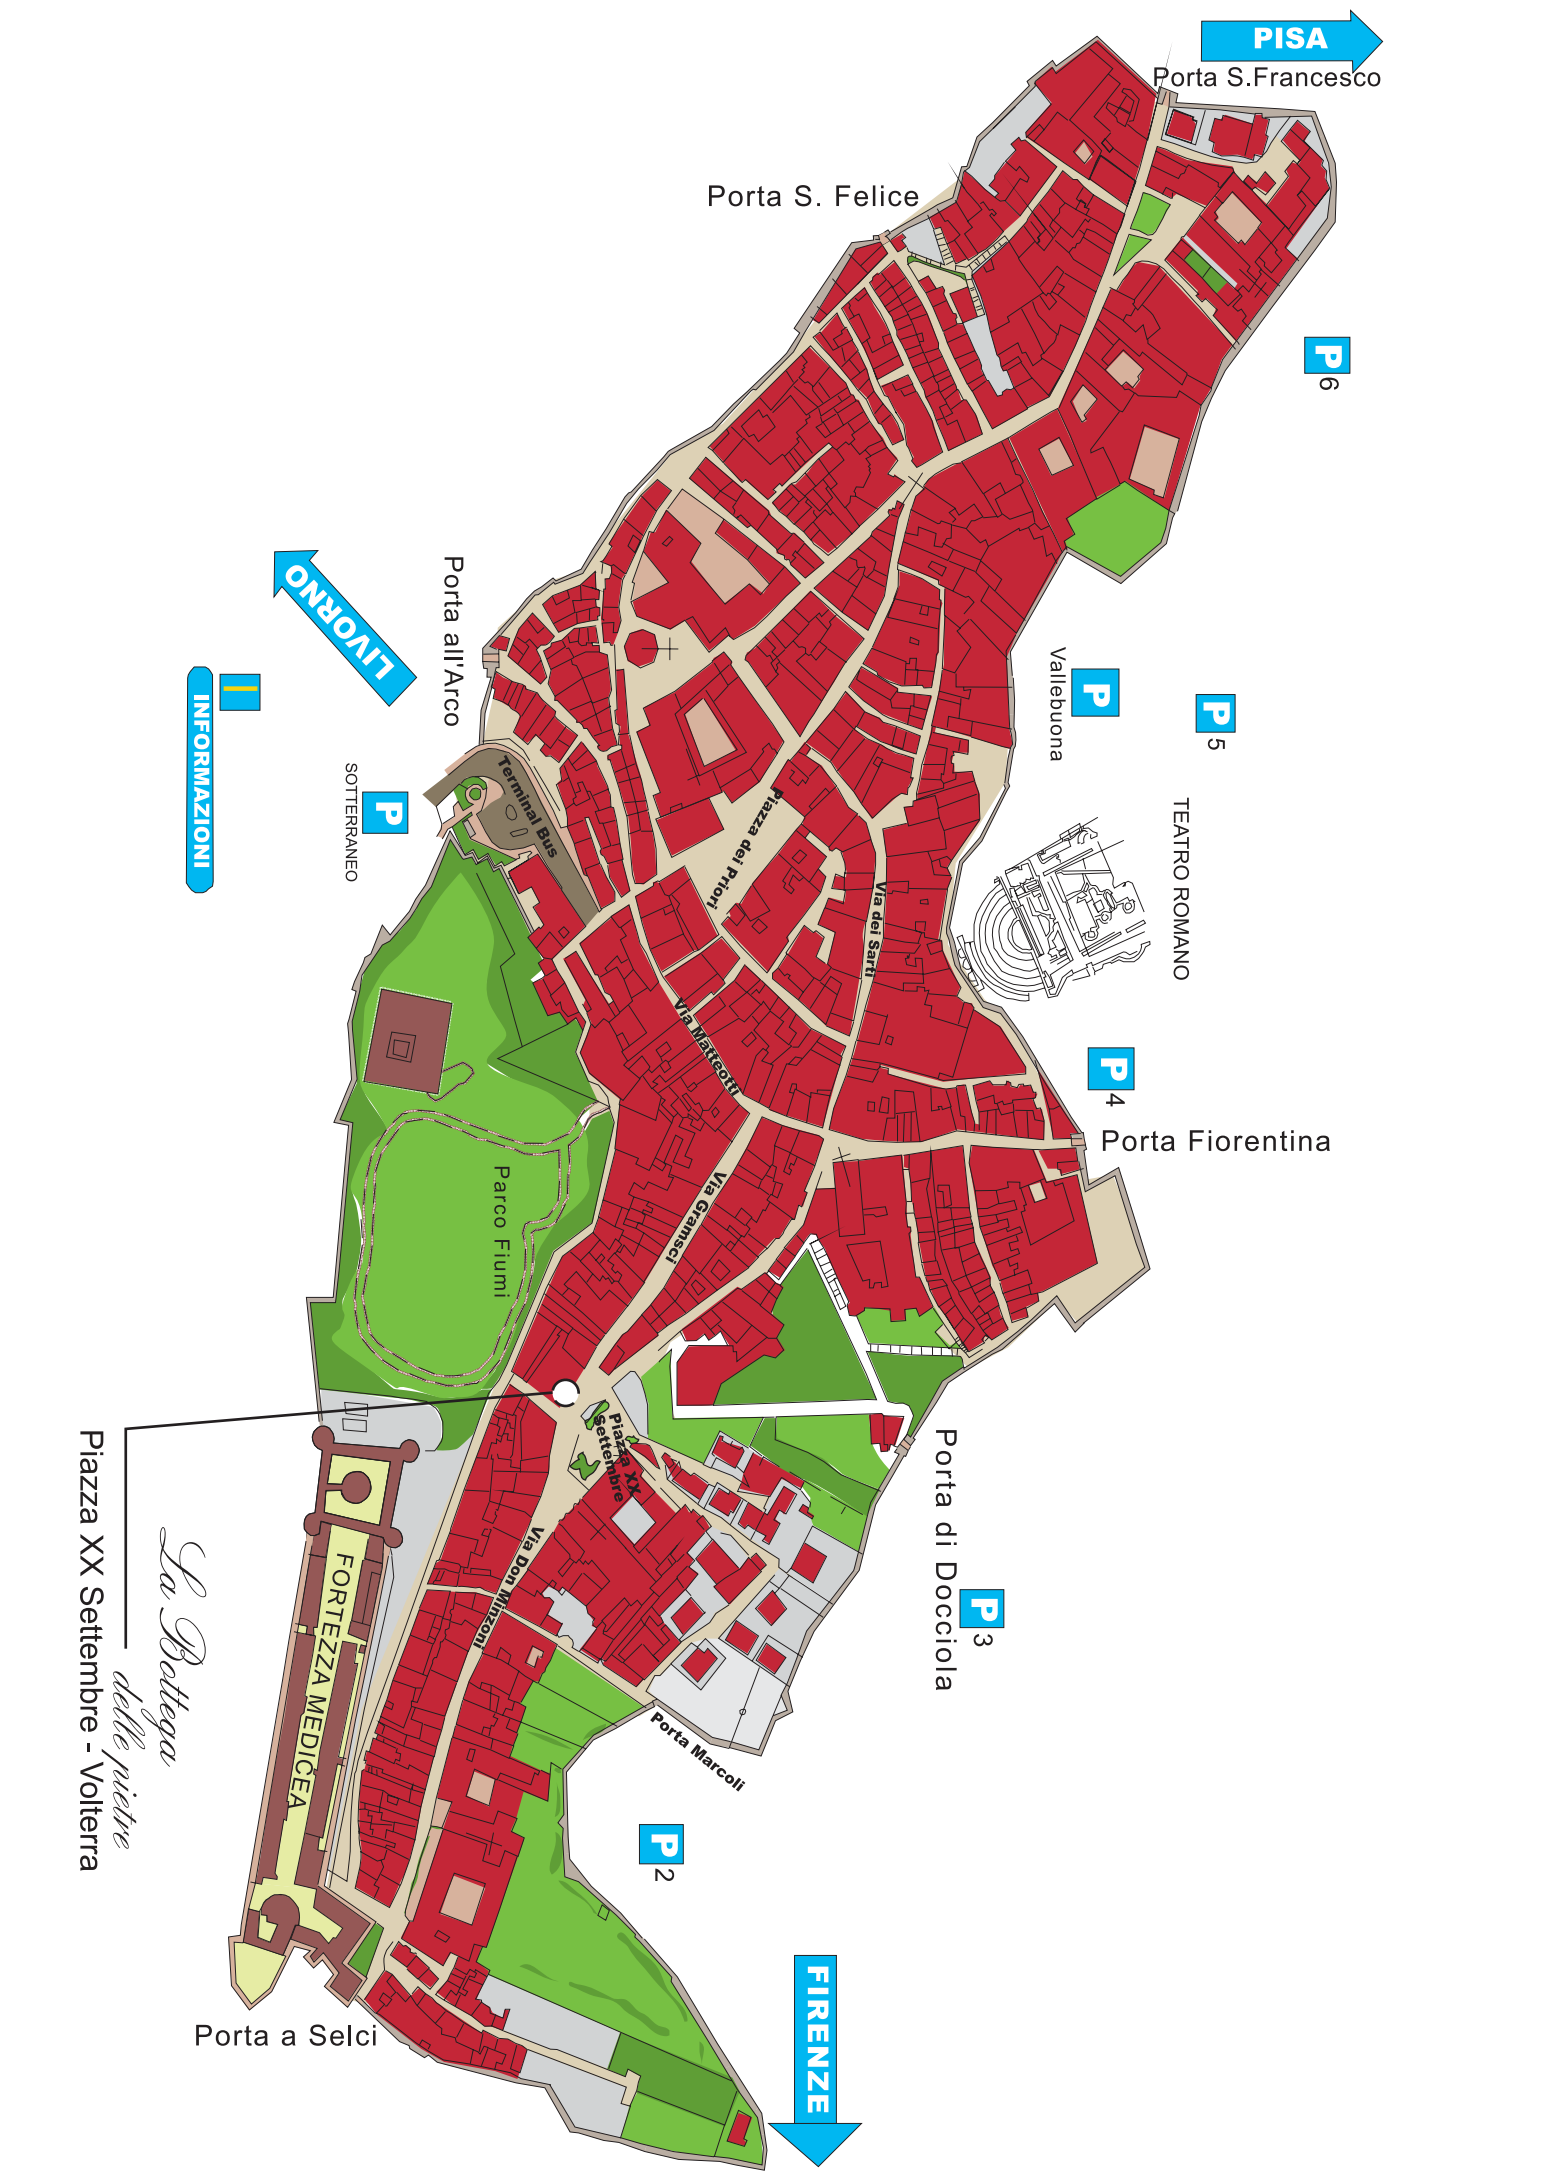 PISA
Porta S.Francesco
Porta S. Felice
P
6
LIVORNO
Porta all'Arco
INFORMAZIONI
P
SOTTERRANEO
Terminal Bus
P
Vallebuona
P
5
TEATRO ROMANO
Piazza dei Priori
Via dei Sarti
Via Matteotti
P
4
Porta Fiorentina
Parco Fiumi
Via Gramsci
Piazza XX
Settembre
Porta di Docciola
P
3
Via Don Minzoni
FORTEZZA MEDICEA
La Bottega
delle pietre
Piazza XX Settembre - Volterra
Porta Marcoli
P
2
Porta a Selci
FIRENZE